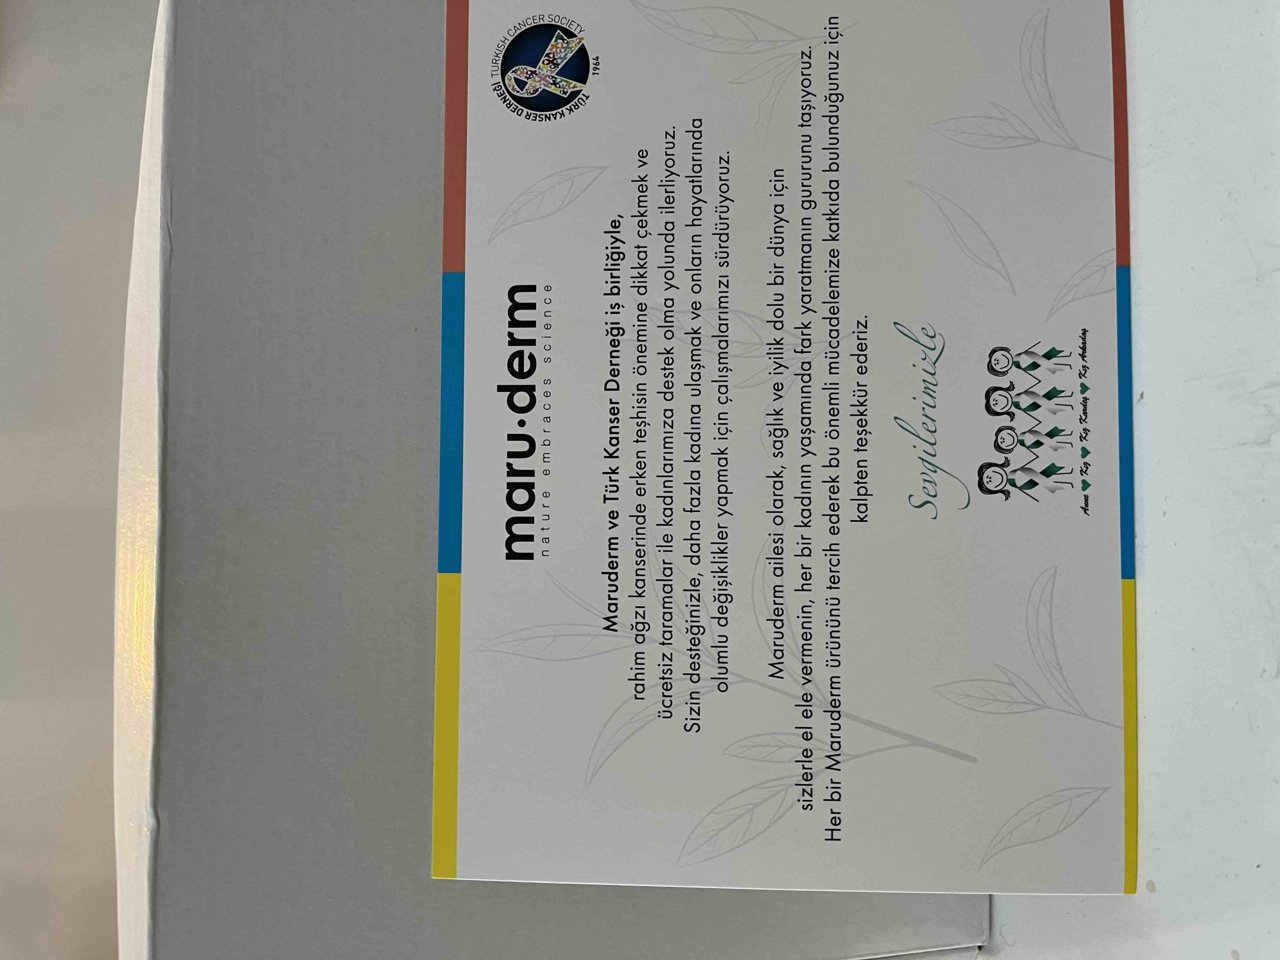 maru·derm
nature embraces science
TÜRK KANSER DERNEĞİ TURKISH CANCER SOCIETY
1964
Maruderm ve Türk Kanser Derneği iş birliğiyle,
rahim ağzı kanserinde erken teşhisin önemine dikkat çekmek ve
ücretsiz taramalar ile kadınlarımıza destek olma yolunda ilerliyoruz.
Sizin desteğinizle, daha fazla kadına ulaşmak ve onların hayatlarında
olumlu değişiklikler yapmak için çalışmalarımızı sürdürüyoruz.
Maruderm ailesi olarak, sağlık ve iyilik dolu bir dünya için
sizlerle el ele vermenin, her bir kadının yaşamında fark yaratmanın gururunu taşıyoruz.
Her bir Maruderm ürününü tercih ederek bu önemli mücadelemize katkıda bulunduğunuz için
kalpten teşekkür ederiz.
Sevgilerimizle
Anne Kız Kız Kardeş Kız Arkadaş